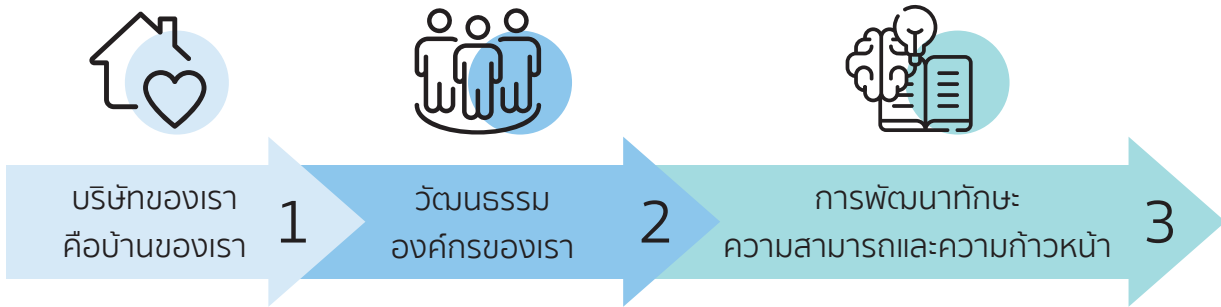 บริษัทของเรา
คือบ้านของเรา
1
วัฒนธรรม
องค์กรของเรา
2
การพัฒนาทักษะ
ความสามารถและความก้าวหน้า
3